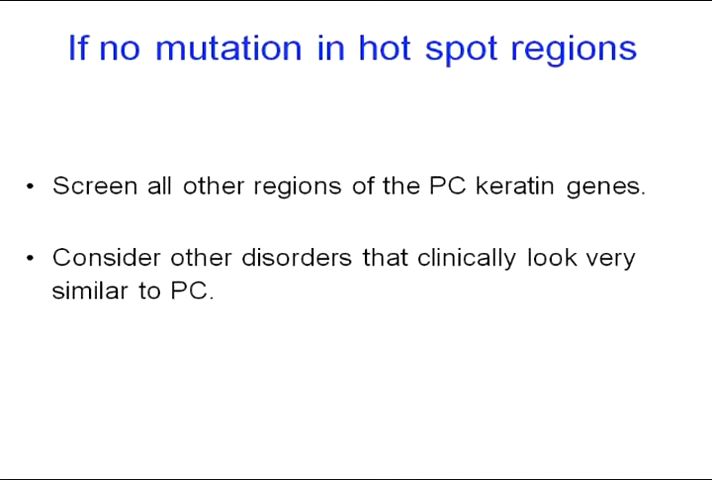 If no mutation in hot spot regions
• Screen all other regions of the PC keratin genes.
• Consider other disorders that clinically look very
similar to PC.